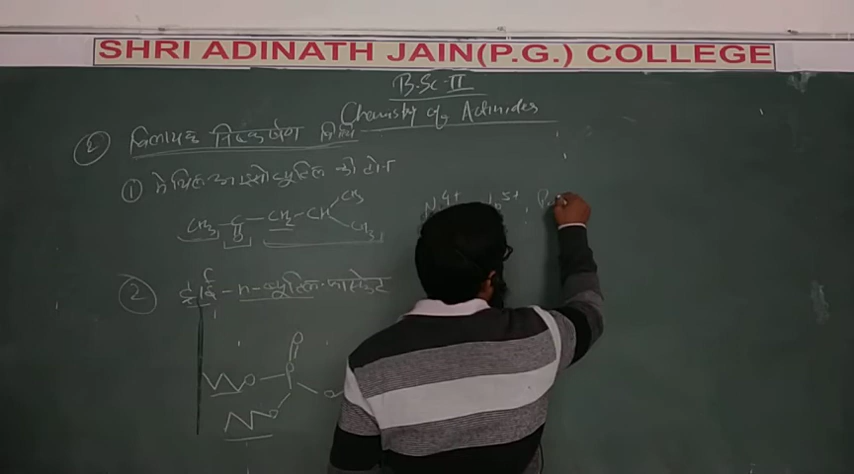 SHRI ADINATH JAIN(P.G.) COLLEGE
B.Sc-II
Chemistry of Actinides
② विलायक निष्कर्षण विधि
① मेथिल आइसोब्यूटिल कीटोन
CH₃
CH₃ — C — CH₂ — CH
O
CH₃
② ट्राई - n - ब्यूटिल फास्फेट
O
P
O
O
O